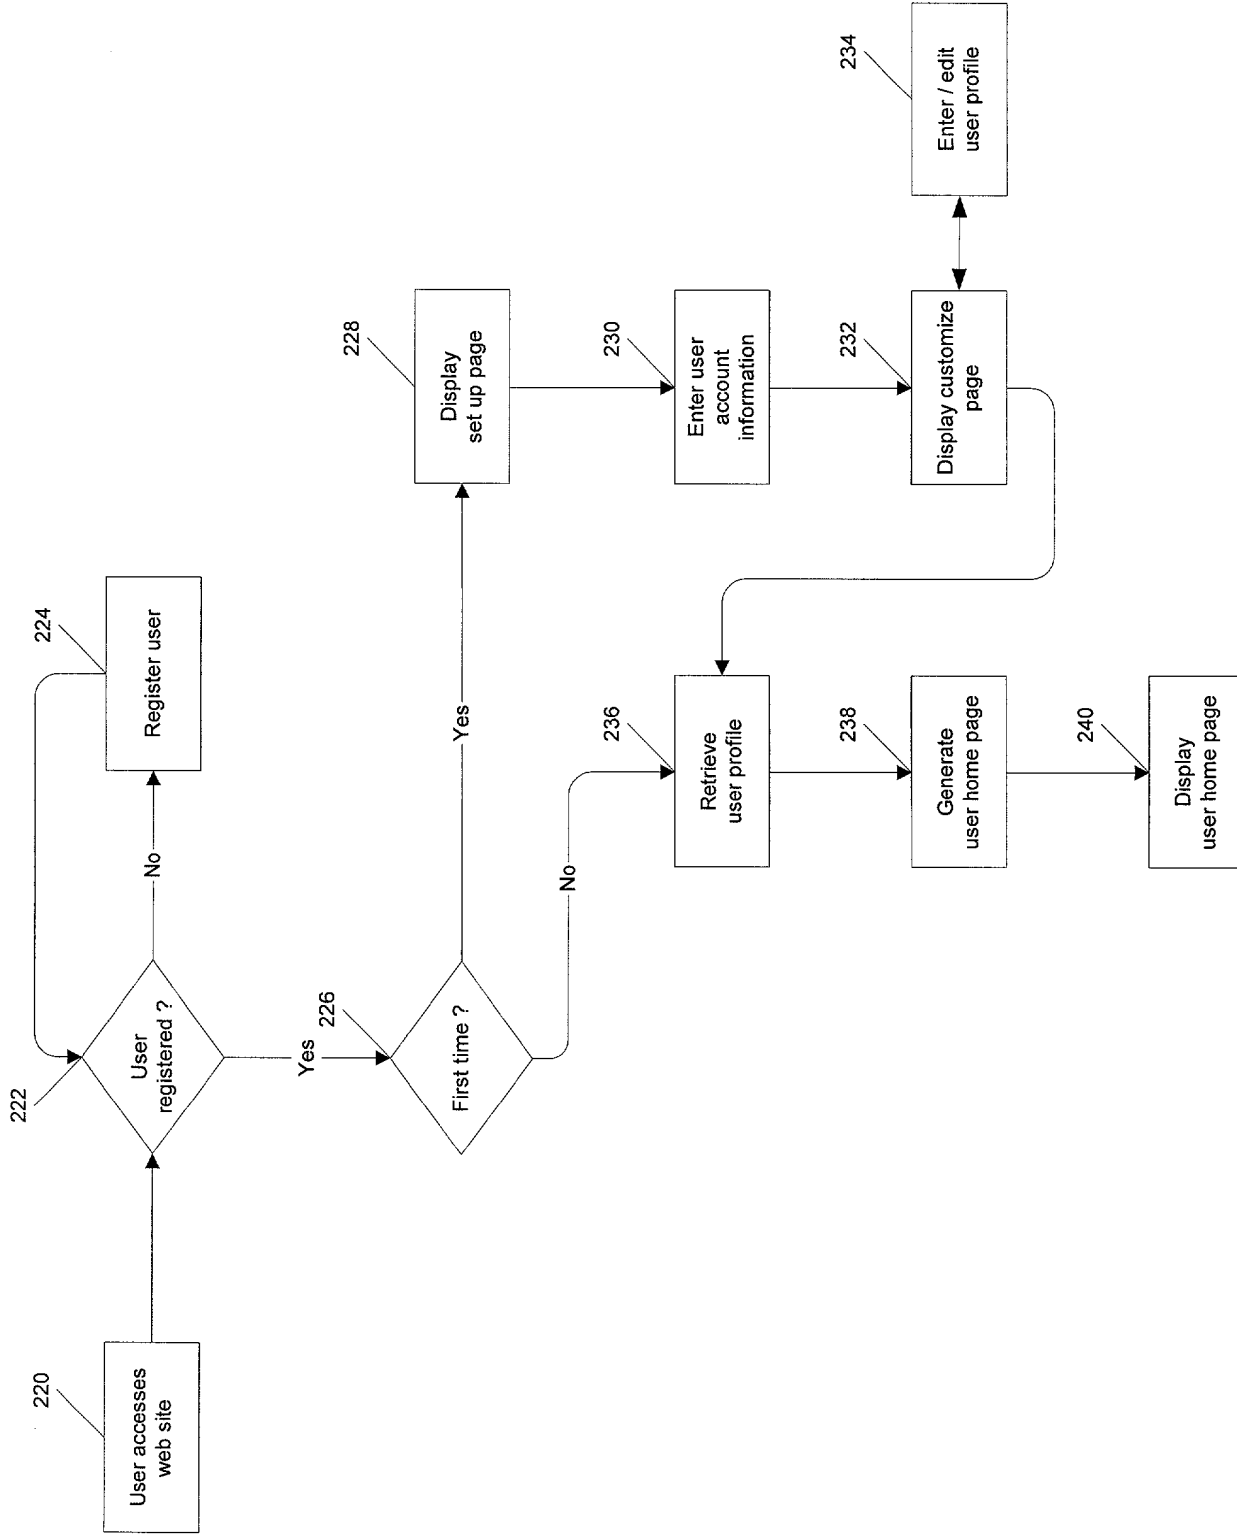 220
User accesses
web site
222
User
registered ?
No
224
Register user
Yes
226
First time ?
Yes
228
Display
set up page
230
Enter user
account
information
232
Display customize
page
234
Enter / edit
user profile
No
236
Retrieve
user profile
238
Generate
user home page
240
Display
user home page